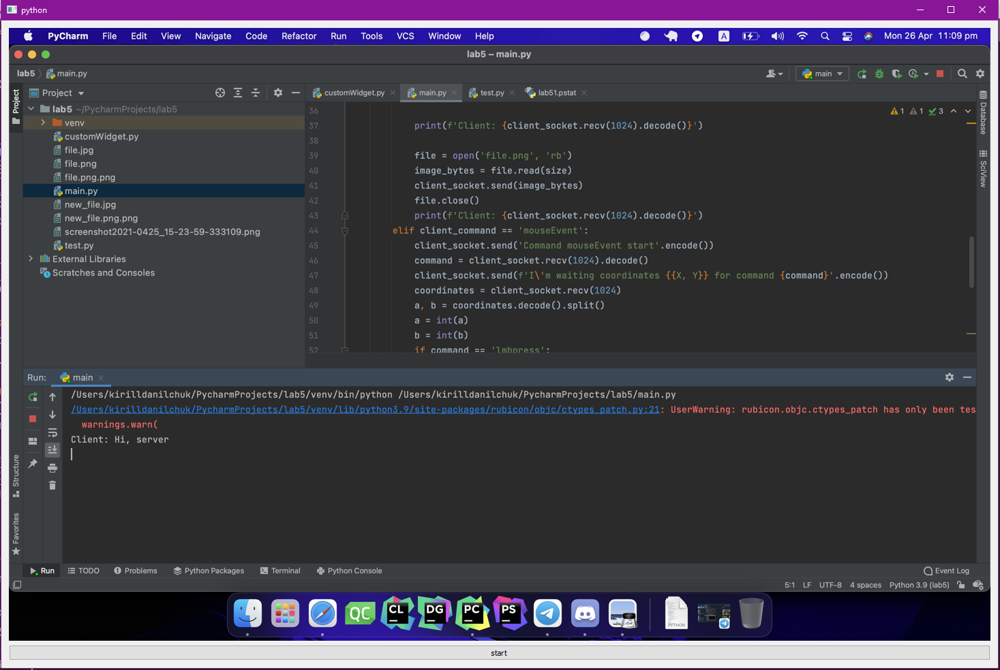 python
PyCharm File Edit View Navigate Code Refactor Run Tools VCS Window Help A Mon 26 Apr 11:09 pm
lab5 – main.py
lab5 main.py main
Project
customWidget.py main.py test.py lab51.pstat
Project
lab5 ~/PycharmProjects/lab5
venv
customWidget.py
file.jpg
file.png
file.png.png
main.py
new_file.jpg
new_file.png.png
screenshot2021-0425_15-23-59-333109.png
test.py
External Libraries
Scratches and Consoles
1 1 3
36
37 print(f'Client: {client_socket.recv(1024).decode()}')
38
39 file = open('file.png', 'rb')
40 image_bytes = file.read(size)
41 client_socket.send(image_bytes)
42 file.close()
43 print(f'Client: {client_socket.recv(1024).decode()}')
44 elif client_command == 'mouseEvent':
45 client_socket.send('Command mouseEvent start'.encode())
46 command = client_socket.recv(1024).decode()
47 client_socket.send(f'I\'m waiting coordinates {{X, Y}} for command {command}'.encode())
48 coordinates = client_socket.recv(1024)
49 a, b = coordinates.decode().split()
50 a = int(a)
51 b = int(b)
52 if command == 'lmbpress':
Database
SciView
Run: main
/Users/kirilldanilchuk/PycharmProjects/lab5/venv/bin/python /Users/kirilldanilchuk/PycharmProjects/lab5/main.py
/Users/kirilldanilchuk/PycharmProjects/lab5/venv/lib/python3.9/site-packages/rubicon/objc/ctypes_patch.py:21: UserWarning: rubicon.objc.ctypes_patch has only been tes
warnings.warn(
Client: Hi, server
Structure
Favorites
Run TODO Problems Python Packages Terminal Python Console Event Log
5:1 LF UTF-8 4 spaces Python 3.9 (lab5)
QC CL DG PC PS PYTHON
start